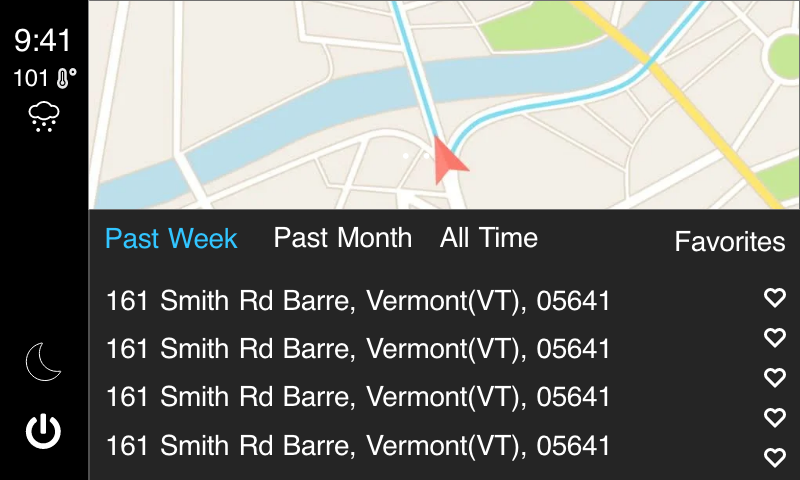 9:41
101
Past Week Past Month All Time Favorites
161 Smith Rd Barre, Vermont(VT), 05641
161 Smith Rd Barre, Vermont(VT), 05641
161 Smith Rd Barre, Vermont(VT), 05641
161 Smith Rd Barre, Vermont(VT), 05641